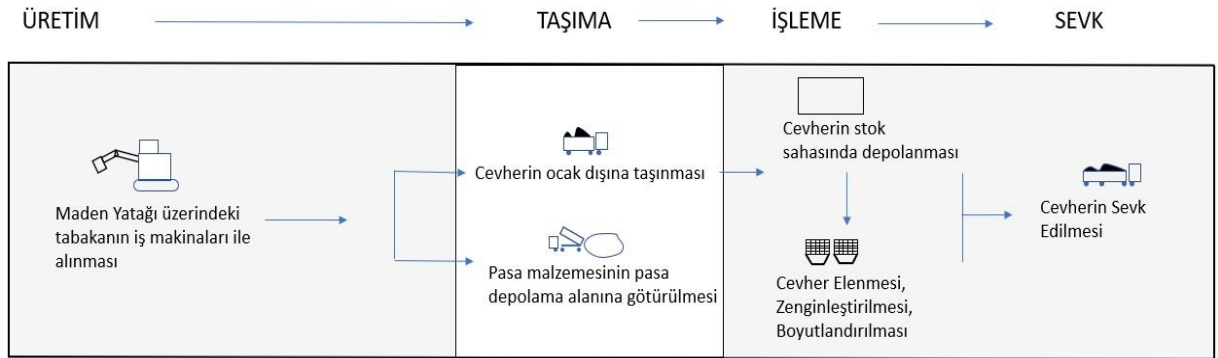 ÜRETİM
TAŞIMA
İŞLEME
SEVK
Maden Yatağı üzerindeki
tabakanın iş makinaları ile
alınması
Cevherin ocak dışına taşınması
Pasa malzemesinin pasa
depolama alanına götürülmesi
Cevherin stok
sahasında depolanması
Cevher Elenmesi,
Zenginleştirilmesi,
Boyutlandırılması
Cevherin Sevk
Edilmesi